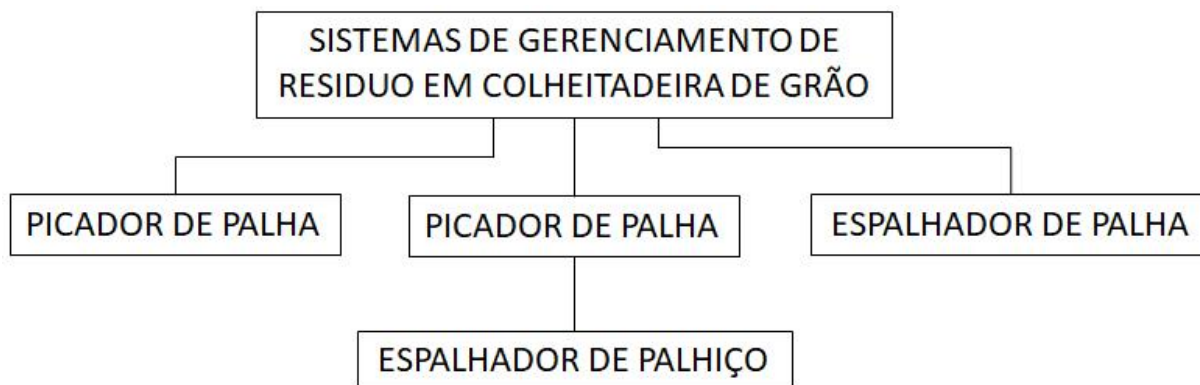 SISTEMAS DE GERENCIAMENTO DE
RESIDUO EM COLHEITADEIRA DE GRÃO
PICADOR DE PALHA
PICADOR DE PALHA
ESPALHADOR DE PALHA
ESPALHADOR DE PALHIÇO